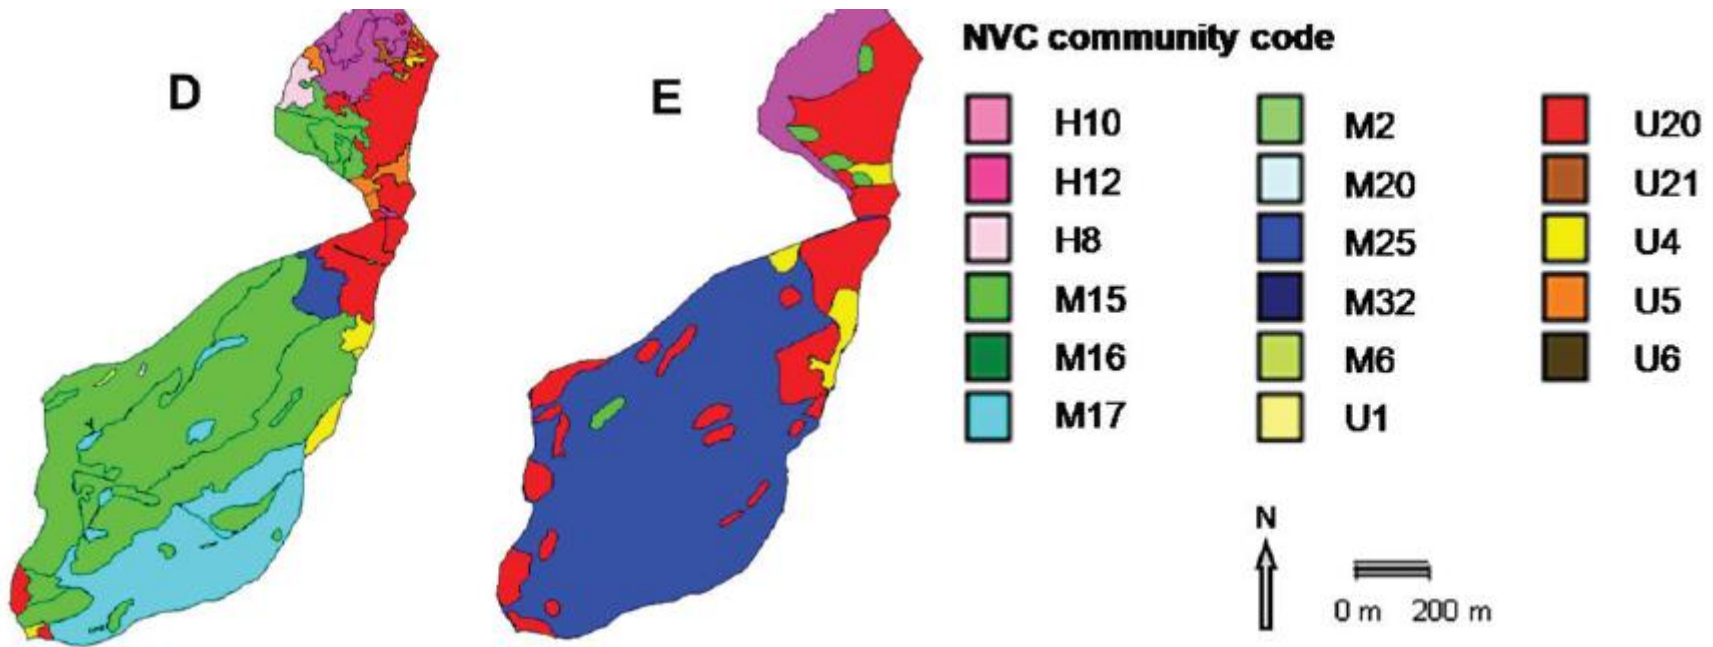 NVC community code
D
E
H10 M2 U20
H12 M20 U21
H8 M25 U4
M15 M32 U5
M16 M6 U6
M17 U1
N
0 m 200 m